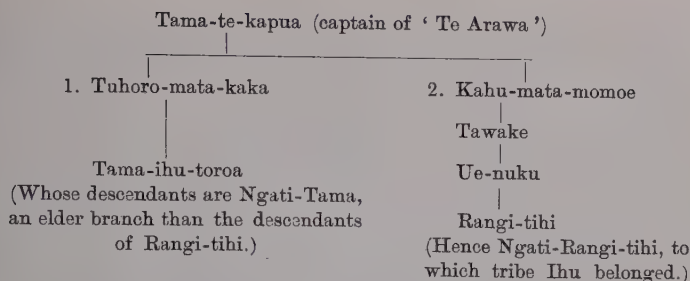 Tama-te-kapua (captain of ‘ Te Arawa ’)
1. Tuhoro-mata-kaka
2. Kahu-mata-momoe
Tawake
Ue-nuku
Tama-ihu-toroa
(Whose descendants are Ngati-Tama,
an elder branch than the descendants
of Rangi-tihi.)
Rangi-tihi
(Hence Ngati-Rangi-tihi, to
which tribe Ihu belonged.)